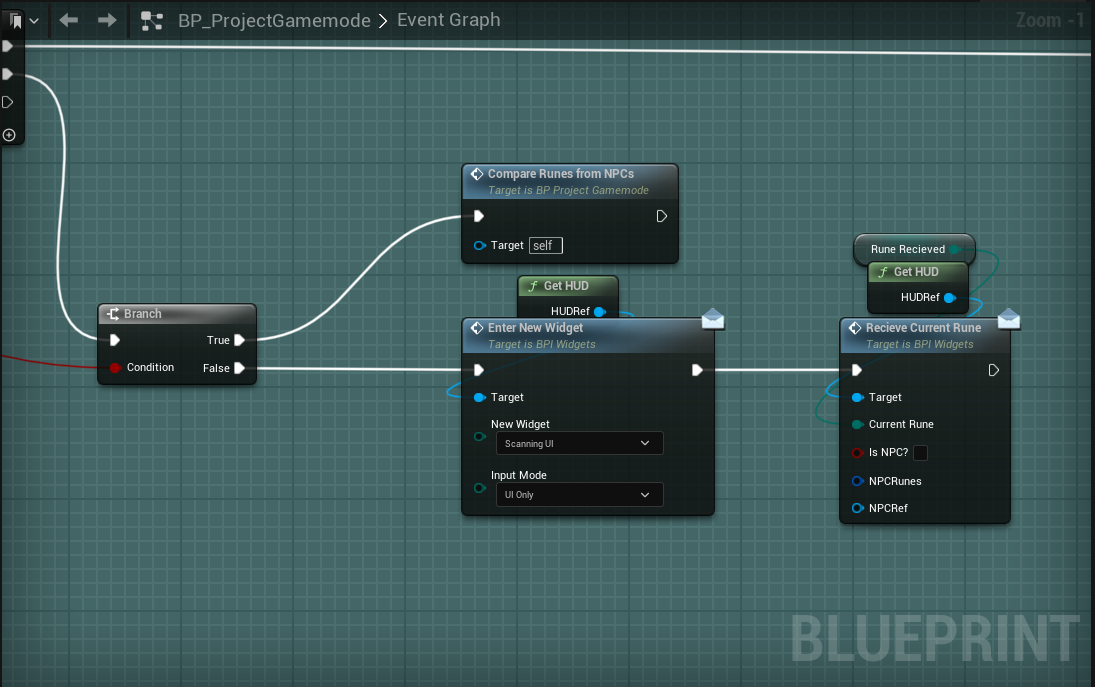 BP_ProjectGamemode > Event Graph
Zoom -1
Compare Runes from NPCs
Target is BP Project Gamemode
Target self
Rune Recieved
Get HUD
HUDRef
Get HUD
HUDRef
Branch
True
Condition
False
Enter New Widget
Target is BPI Widgets
Target
New Widget
Scanning UI
Input Mode
UI Only
Recieve Current Rune
Target is BPI Widgets
Target
Current Rune
Is NPC?
NPCRunes
NPCRef
BLUEPRINT